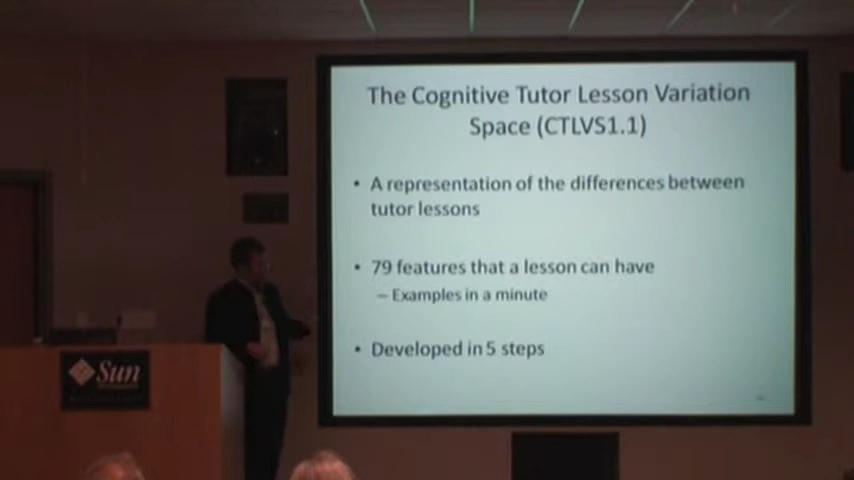 The Cognitive Tutor Lesson Variation
Space (CTLVS1.1)
• A representation of the differences between
tutor lessons
• 79 features that a lesson can have
– Examples in a minute
• Developed in 5 steps
Sun